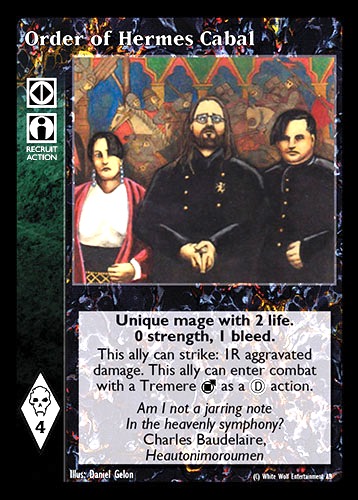 Order of Hermes Cabal
RECRUIT
ACTION
Unique mage with 2 life.
0 strength, 1 bleed.
This ally can strike: 1R aggravated
damage. This ally can enter combat
with a Tremere as a D action.
Am I not a jarring note
In the heavenly symphony?
Charles Baudelaire,
Heautonimoroumen
4
Illus: Daniel Gelon
(C) White Wolf Entertainment AB